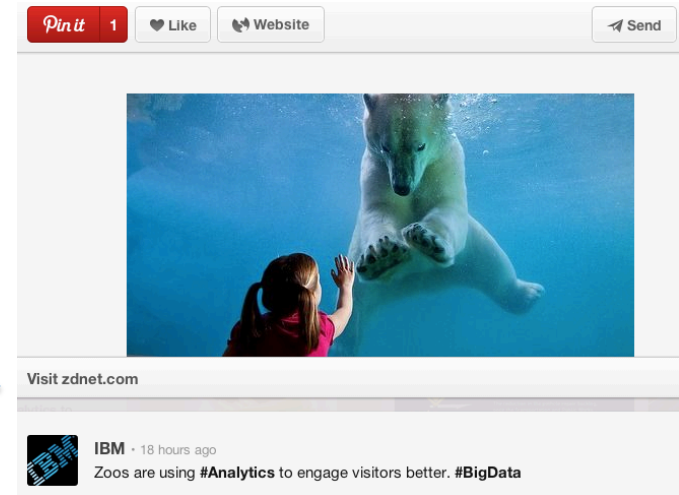 Pin it 1 Like Website Send
Visit zdnet.com
IBM
IBM · 18 hours ago
Zoos are using #Analytics to engage visitors better. #BigData